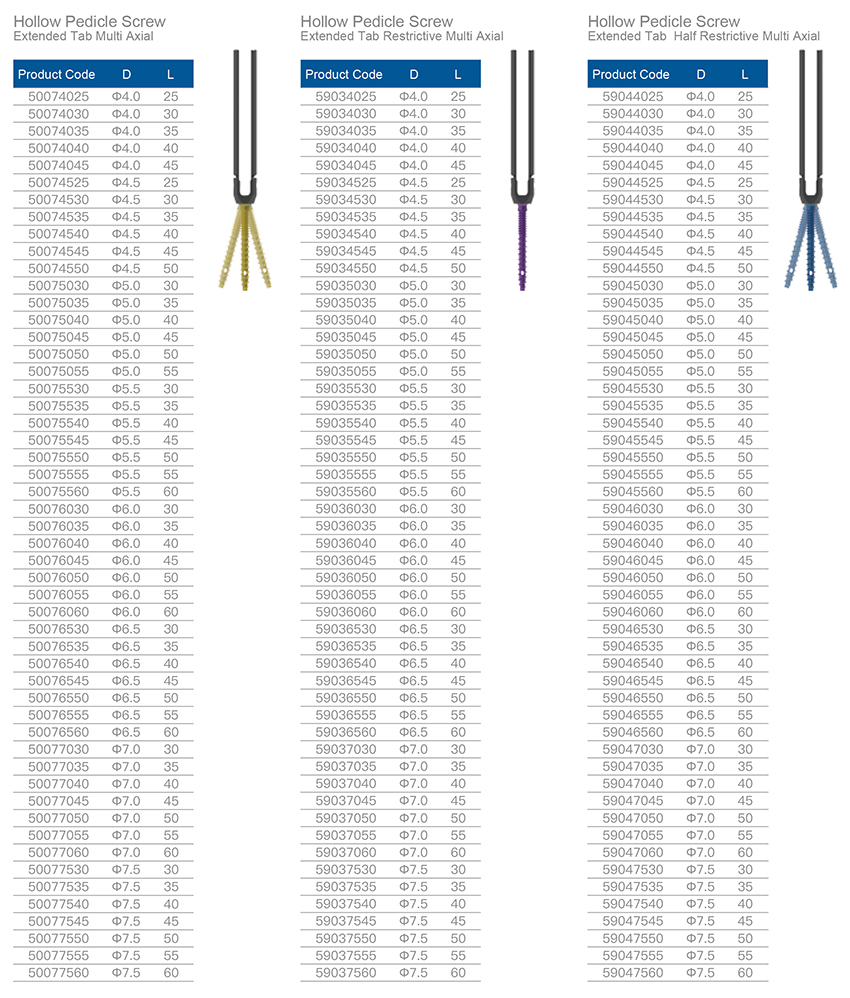 Hollow Pedicle Screw
Extended Tab Multi Axial
Product Code D L
50074025 Φ4.0 25
50074030 Φ4.0 30
50074035 Φ4.0 35
50074040 Φ4.0 40
50074045 Φ4.0 45
50074525 Φ4.5 25
50074530 Φ4.5 30
50074535 Φ4.5 35
50074540 Φ4.5 40
50074545 Φ4.5 45
50074550 Φ4.5 50
50075030 Φ5.0 30
50075035 Φ5.0 35
50075040 Φ5.0 40
50075045 Φ5.0 45
50075050 Φ5.0 50
50075055 Φ5.0 55
50075530 Φ5.5 30
50075535 Φ5.5 35
50075540 Φ5.5 40
50075545 Φ5.5 45
50075550 Φ5.5 50
50075555 Φ5.5 55
50075560 Φ5.5 60
50076030 Φ6.0 30
50076035 Φ6.0 35
50076040 Φ6.0 40
50076045 Φ6.0 45
50076050 Φ6.0 50
50076055 Φ6.0 55
50076060 Φ6.0 60
50076530 Φ6.5 30
50076535 Φ6.5 35
50076540 Φ6.5 40
50076545 Φ6.5 45
50076550 Φ6.5 50
50076555 Φ6.5 55
50076560 Φ6.5 60
50077030 Φ7.0 30
50077035 Φ7.0 35
50077040 Φ7.0 40
50077045 Φ7.0 45
50077050 Φ7.0 50
50077055 Φ7.0 55
50077060 Φ7.0 60
50077530 Φ7.5 30
50077535 Φ7.5 35
50077540 Φ7.5 40
50077545 Φ7.5 45
50077550 Φ7.5 50
50077555 Φ7.5 55
50077560 Φ7.5 60
Hollow Pedicle Screw
Extended Tab Restrictive Multi Axial
Product Code D L
59034025 Φ4.0 25
59034030 Φ4.0 30
59034035 Φ4.0 35
59034040 Φ4.0 40
59034045 Φ4.0 45
59034525 Φ4.5 25
59034530 Φ4.5 30
59034535 Φ4.5 35
59034540 Φ4.5 40
59034545 Φ4.5 45
59034550 Φ4.5 50
59035030 Φ5.0 30
59035035 Φ5.0 35
59035040 Φ5.0 40
59035045 Φ5.0 45
59035050 Φ5.0 50
59035055 Φ5.0 55
59035530 Φ5.5 30
59035535 Φ5.5 35
59035540 Φ5.5 40
59035545 Φ5.5 45
59035550 Φ5.5 50
59035555 Φ5.5 55
59035560 Φ5.5 60
59036030 Φ6.0 30
59036035 Φ6.0 35
59036040 Φ6.0 40
59036045 Φ6.0 45
59036050 Φ6.0 50
59036055 Φ6.0 55
59036060 Φ6.0 60
59036530 Φ6.5 30
59036535 Φ6.5 35
59036540 Φ6.5 40
59036545 Φ6.5 45
59036550 Φ6.5 50
59036555 Φ6.5 55
59036560 Φ6.5 60
59037030 Φ7.0 30
59037035 Φ7.0 35
59037040 Φ7.0 40
59037045 Φ7.0 45
59037050 Φ7.0 50
59037055 Φ7.0 55
59037060 Φ7.0 60
59037530 Φ7.5 30
59037535 Φ7.5 35
59037540 Φ7.5 40
59037545 Φ7.5 45
59037550 Φ7.5 50
59037555 Φ7.5 55
59037560 Φ7.5 60
Hollow Pedicle Screw
Extended Tab Half Restrictive Multi Axial
Product Code D L
59044025 Φ4.0 25
59044030 Φ4.0 30
59044035 Φ4.0 35
59044040 Φ4.0 40
59044045 Φ4.0 45
59044525 Φ4.5 25
59044530 Φ4.5 30
59044535 Φ4.5 35
59044540 Φ4.5 40
59044545 Φ4.5 45
59044550 Φ4.5 50
59045030 Φ5.0 30
59045035 Φ5.0 35
59045040 Φ5.0 40
59045045 Φ5.0 45
59045050 Φ5.0 50
59045055 Φ5.0 55
59045530 Φ5.5 30
59045535 Φ5.5 35
59045540 Φ5.5 40
59045545 Φ5.5 45
59045550 Φ5.5 50
59045555 Φ5.5 55
59045560 Φ5.5 60
59046030 Φ6.0 30
59046035 Φ6.0 35
59046040 Φ6.0 40
59046045 Φ6.0 45
59046050 Φ6.0 50
59046055 Φ6.0 55
59046060 Φ6.0 60
59046530 Φ6.5 30
59046535 Φ6.5 35
59046540 Φ6.5 40
59046545 Φ6.5 45
59046550 Φ6.5 50
59046555 Φ6.5 55
59046560 Φ6.5 60
59047030 Φ7.0 30
59047035 Φ7.0 35
59047040 Φ7.0 40
59047045 Φ7.0 45
59047050 Φ7.0 50
59047055 Φ7.0 55
59047060 Φ7.0 60
59047530 Φ7.5 30
59047535 Φ7.5 35
59047540 Φ7.5 40
59047545 Φ7.5 45
59047550 Φ7.5 50
59047555 Φ7.5 55
59047560 Φ7.5 60